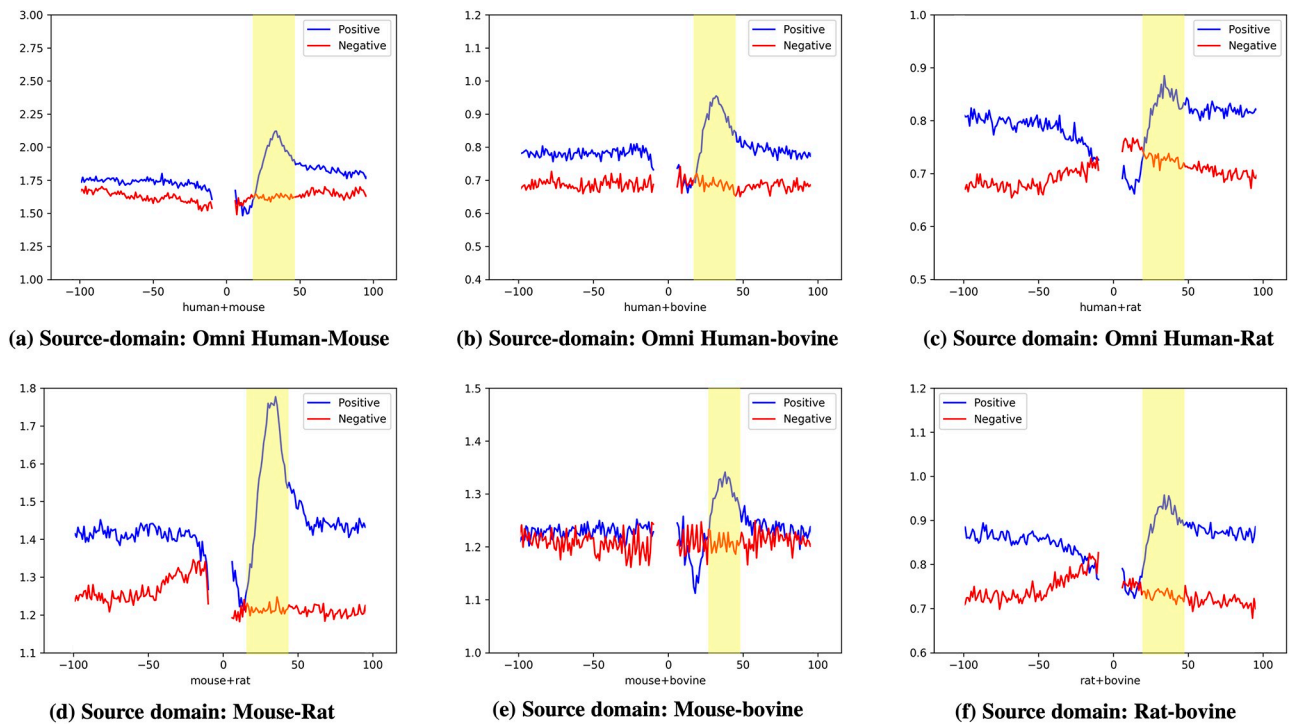 3.00
2.75
2.50
2.25
2.00
1.75
1.50
1.25
1.00
−100 −50 0 50 100
human+mouse
Positive
Negative
(a) Source-domain: Omni Human-Mouse
1.2
1.1
1.0
0.9
0.8
0.7
0.6
0.5
0.4
−100 −50 0 50 100
human+bovine
Positive
Negative
(b) Source-domain: Omni Human-bovine
1.0
0.9
0.8
0.7
0.6
0.5
−100 −50 0 50 100
human+rat
Positive
Negative
(c) Source domain: Omni Human-Rat
1.8
1.7
1.6
1.5
1.4
1.3
1.2
1.1
−100 −50 0 50 100
mouse+rat
Positive
Negative
(d) Source domain: Mouse-Rat
1.5
1.4
1.3
1.2
1.1
1.0
−100 −50 0 50 100
mouse+bovine
Positive
Negative
(e) Source domain: Mouse-bovine
1.2
1.1
1.0
0.9
0.8
0.7
0.6
−100 −50 0 50 100
rat+bovine
Positive
Negative
(f) Source domain: Rat-bovine